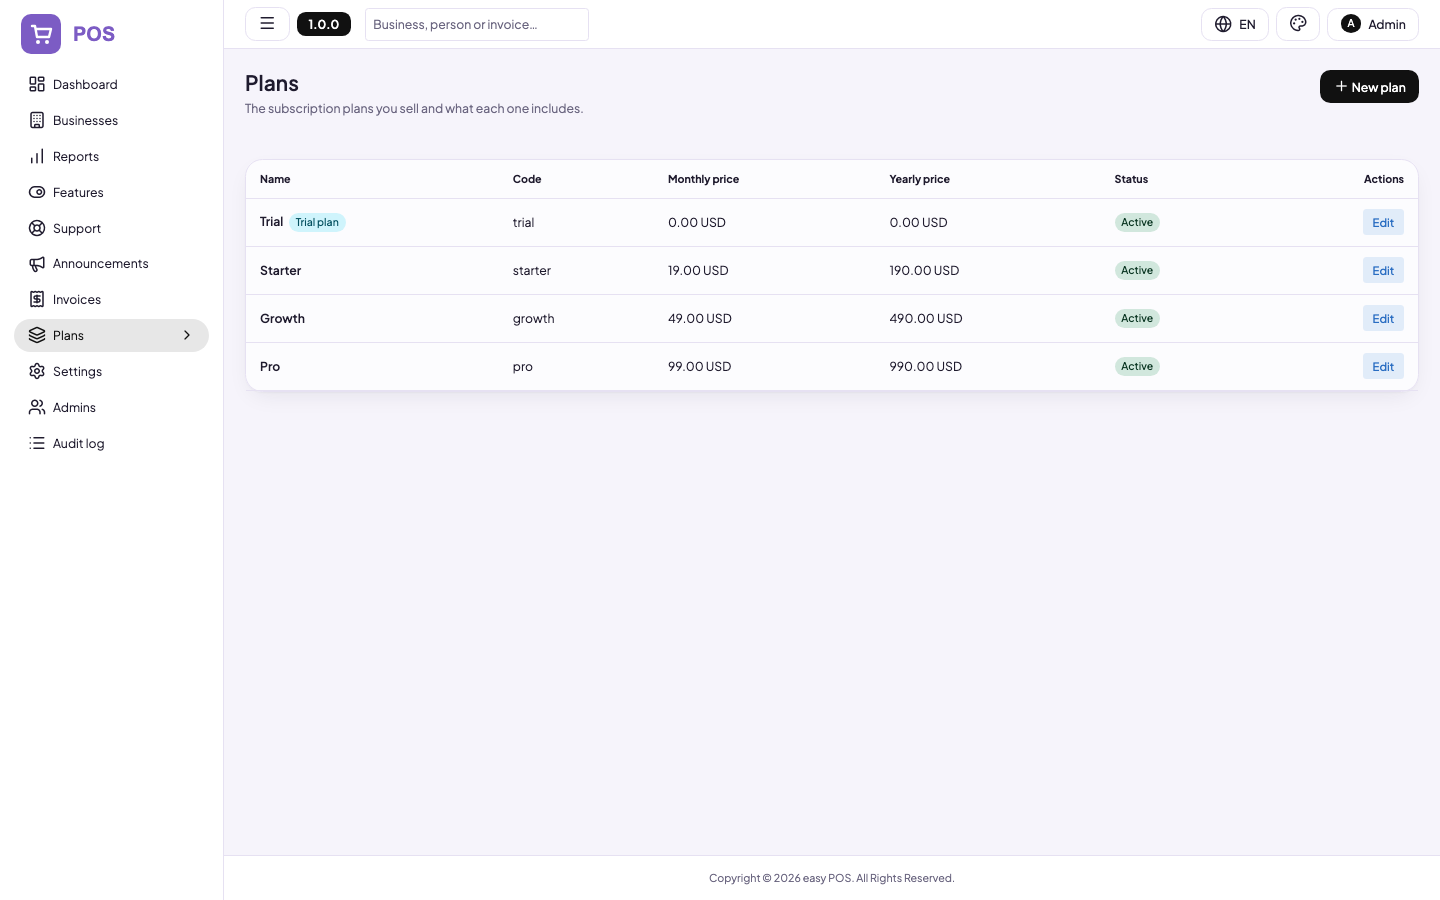 POS
Dashboard
Businesses
Reports
Features
Support
Announcements
Invoices
Plans
Settings
Admins
Audit log
1.0.0
Business, person or invoice...
EN
A Admin
Plans
The subscription plans you sell and what each one includes.
New plan
Name Code Monthly price Yearly price Status Actions
Trial Trial plan trial 0.00 USD 0.00 USD Active Edit
Starter starter 19.00 USD 190.00 USD Active Edit
Growth growth 49.00 USD 490.00 USD Active Edit
Pro pro 99.00 USD 990.00 USD Active Edit
Copyright © 2026 easy POS. All Rights Reserved.